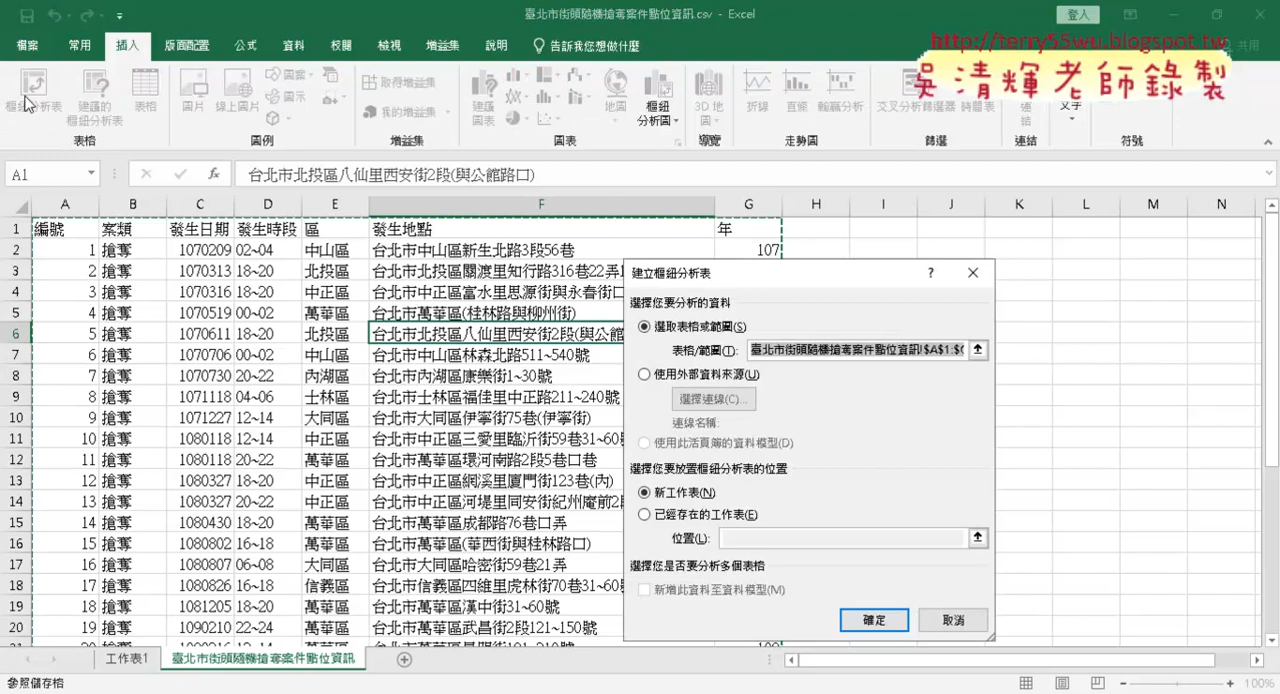 臺北市街頭隨機搶奪案件點位資訊.csv - Excel
登入
檔案 常用 插入 版面配置 公式 資料 校閱 檢視 增益集 說明 告訴我您想做什麼 共用
http://terry55wu.blogspot.tw
吳清輝老師錄製
樞紐分析表 建議的樞紐分析表 表格 圖片 線上圖片 圖案 圖示 取得增益集 我的增益集 建議圖表 地圖 樞紐分析圖 3D 地圖 折線 直條 輸贏分析 交叉分析篩選器 時間表 連結 文字
表格 圖例 增益集 圖表 導覽 走勢圖 篩選 連結 符號
A1 fx 台北市北投區八仙里西安街2段(與公館路口)
A B C D E F G H I J K L M N
1 編號 案類 發生日期 發生時段 區 發生地點 年
2 1 搶奪 1070209 02~04 中山區 台北市中山區新生北路3段56巷 107
3 2 搶奪 1070313 18~20 北投區 台北市北投區關渡里知行路316巷22弄
4 3 搶奪 1070316 18~20 中正區 台北市中正區富水里思源街與永春街口
5 4 搶奪 1070519 00~02 萬華區 台北市萬華區(桂林路與柳州街)
6 5 搶奪 1070611 18~20 北投區 台北市北投區八仙里西安街2段(與公館
7 6 搶奪 1070706 00~02 中山區 台北市中山區林森北路511~540號
8 7 搶奪 1070730 20~22 內湖區 台北市內湖區康樂街1~30號
9 8 搶奪 1071118 04~06 士林區 台北市士林區福佳里中正路211~240號
10 9 搶奪 1071227 12~14 大同區 台北市大同區伊寧街75巷(伊寧街)
11 10 搶奪 1080118 12~14 中正區 台北市中正區三愛里臨沂街59巷31~60
12 11 搶奪 1080118 20~22 萬華區 台北市萬華區環河南路2段5巷口巷
13 12 搶奪 1080327 18~20 中正區 台北市中正區網溪里廈門街123巷(內)
14 13 搶奪 1080327 20~22 中正區 台北市中正區河堤里同安街紀州庵前2
15 14 搶奪 1080430 18~20 萬華區 台北市萬華區成都路76巷口弄
16 15 搶奪 1080802 16~18 萬華區 台北市萬華區(華西街與桂林路口)
17 16 搶奪 1080807 06~08 大同區 台北市大同區哈密街59巷21弄
18 17 搶奪 1080826 16~18 信義區 台北市信義區四維里虎林街70巷31~60
19 18 搶奪 1081205 18~20 萬華區 台北市萬華區漢中街31~60號
20 19 搶奪 1090210 22~24 萬華區 台北市萬華區武昌街2段121~150號
建立樞紐分析表 ?
選擇您要分析的資料
選取表格或範圍(S)
表格/範圍(T): 臺北市街頭隨機搶奪案件點位資訊!$A$1:$G
使用外部資料來源(U)
選擇連線(C)...
連線名稱:
使用此活頁簿的資料模型(D)
選擇您要放置樞紐分析表的位置
新工作表(N)
已經存在的工作表(E)
位置(L):
選擇您是否要分析多個表格
新增此資料至資料模型(M)
確定 取消
工作表1 臺北市街頭隨機搶奪案件點位資訊
參照儲存格 100%